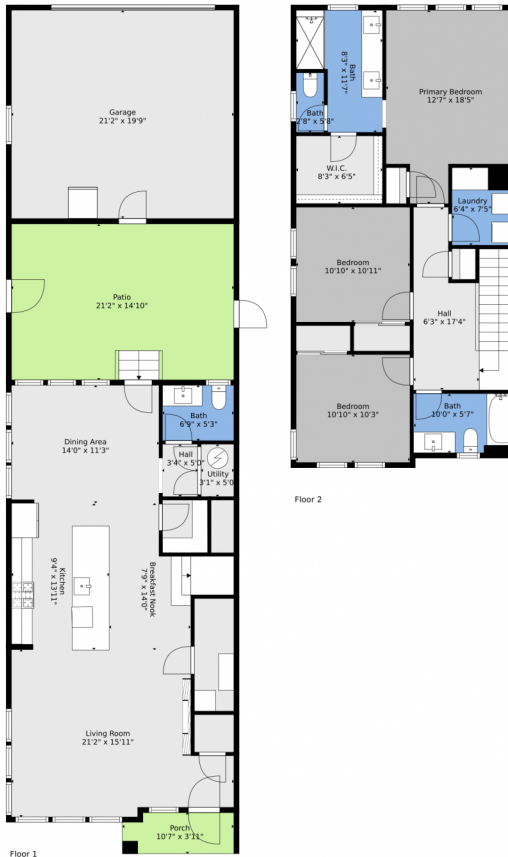 Garage
21'2" x 19'9"
Patio
21'2" x 14'10"
Dining Area
14'0" x 11'3"
Bath
6'9" x 5'3"
Hall
3'4" x 5'0"
Utility
3'1" x 5'0
Kitchen
9'4" x 13'11"
Breakfast Nook
7'9" x 14'0"
Living Room
21'2" x 15'11"
Porch
10'7" x 3'11"
Floor 1
Bath
8'3" x 11'7"
Primary Bedroom
12'7" x 18'5"
Bath
2'8" x 5'8"
W.I.C.
8'3" x 6'5"
Laundry
6'4" x 7'5"
Bedroom
10'10" x 10'11"
Hall
6'3" x 17'4"
Bedroom
10'10" x 10'3"
Bath
10'0" x 5'7"
Floor 2